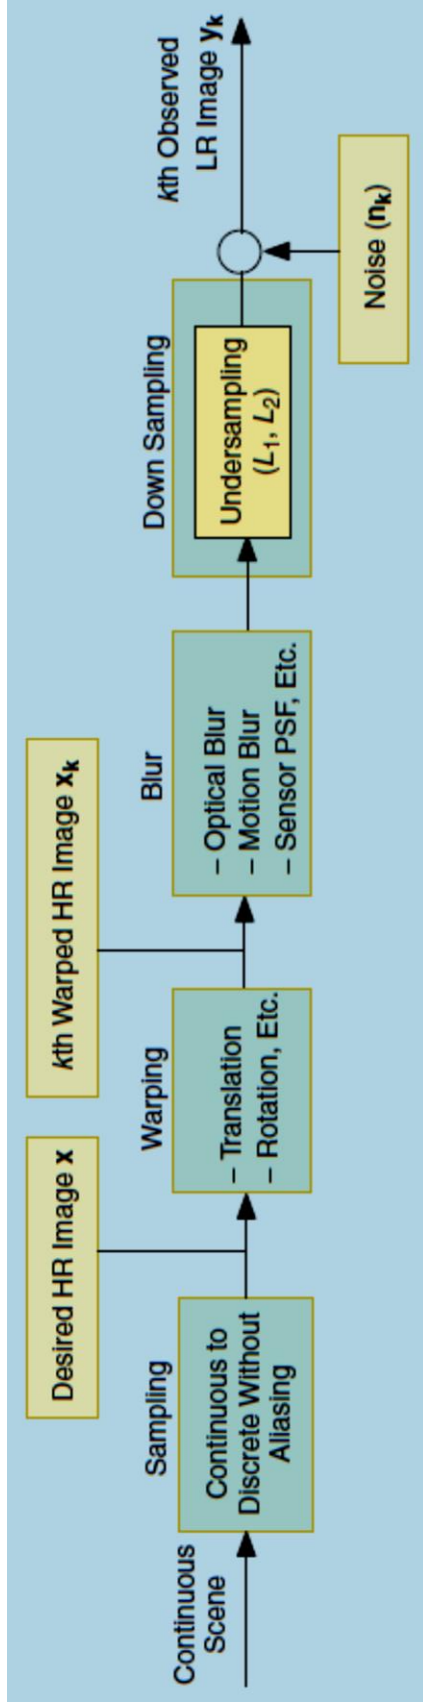 Continuous
Scene
Sampling
Continuous to
Discrete Without
Aliasing
Desired HR Image x
Warping
– Translation
– Rotation, Etc.
kth Warped HR Image xₖ
Blur
– Optical Blur
– Motion Blur
– Sensor PSF, Etc.
Down Sampling
Undersampling
(L₁, L₂)
Noise (nₖ)
kth Observed
LR Image yₖ